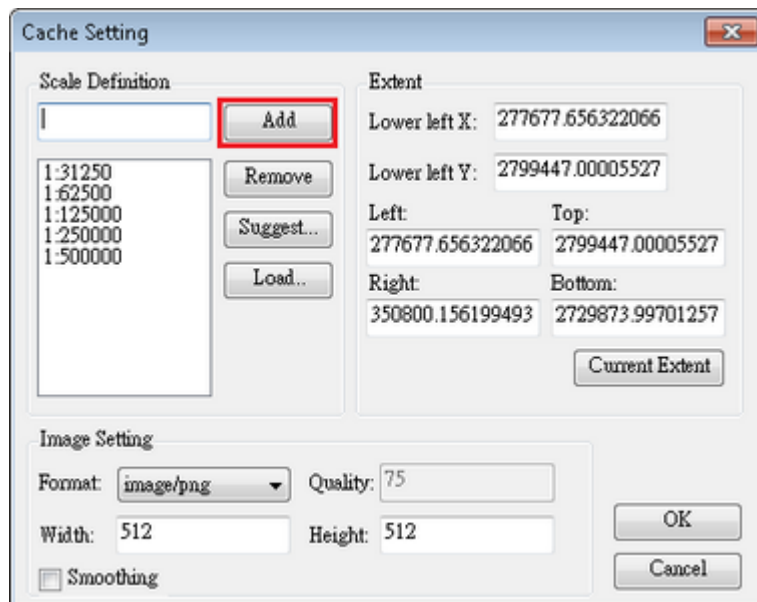 Cache Setting
Scale Definition
Add
1:31250
1:62500
1:125000
1:250000
1:500000
Remove
Suggest...
Load..
Extent
Lower left X: 277677.656322066
Lower left Y: 2799447.00005527
Left: Top:
277677.656322066 2799447.00005527
Right: Bottom:
350800.156199493 2729873.99701257
Current Extent
Image Setting
Format: image/png Quality: 75
Width: 512 Height: 512
Smoothing
OK
Cancel